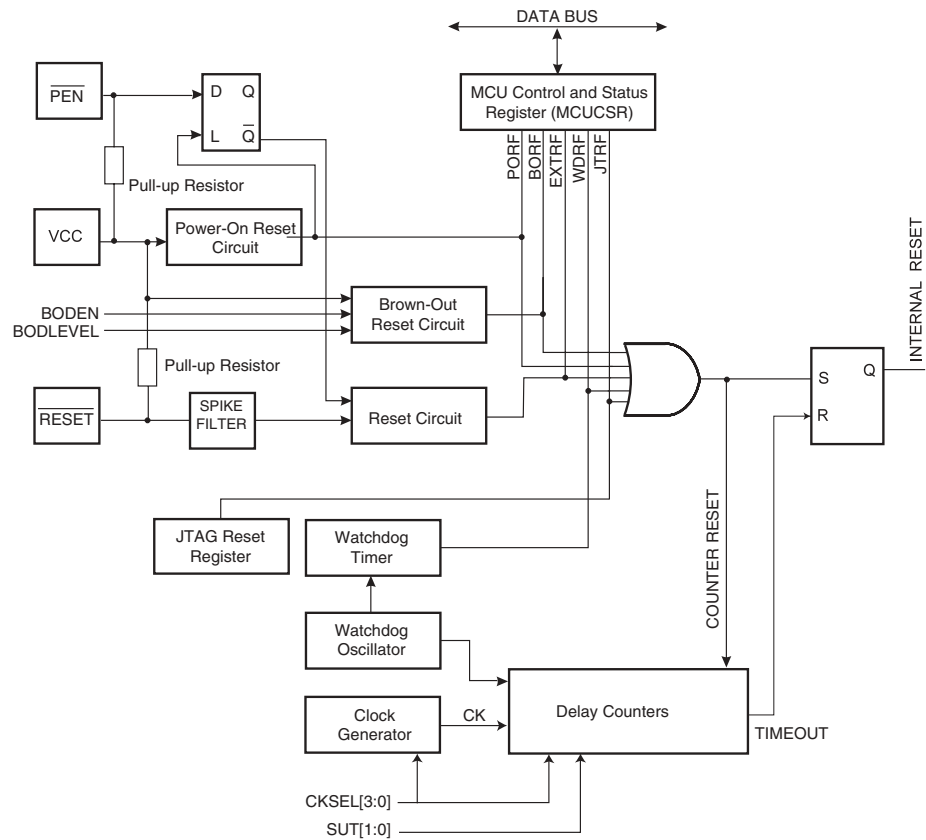 DATA BUS
PEN
D Q
L Q
MCU Control and Status
Register (MCUCSR)
PORF
BORF
EXTRF
WDRF
JTRF
Pull-up Resistor
VCC
Power-On Reset
Circuit
BODEN
BODLEVEL
Brown-Out
Reset Circuit
Pull-up Resistor
RESET
SPIKE
FILTER
Reset Circuit
S Q
R
INTERNAL RESET
JTAG Reset
Register
Watchdog
Timer
COUNTER RESET
Watchdog
Oscillator
Clock
Generator
CK
Delay Counters
TIMEOUT
CKSEL[3:0]
SUT[1:0]